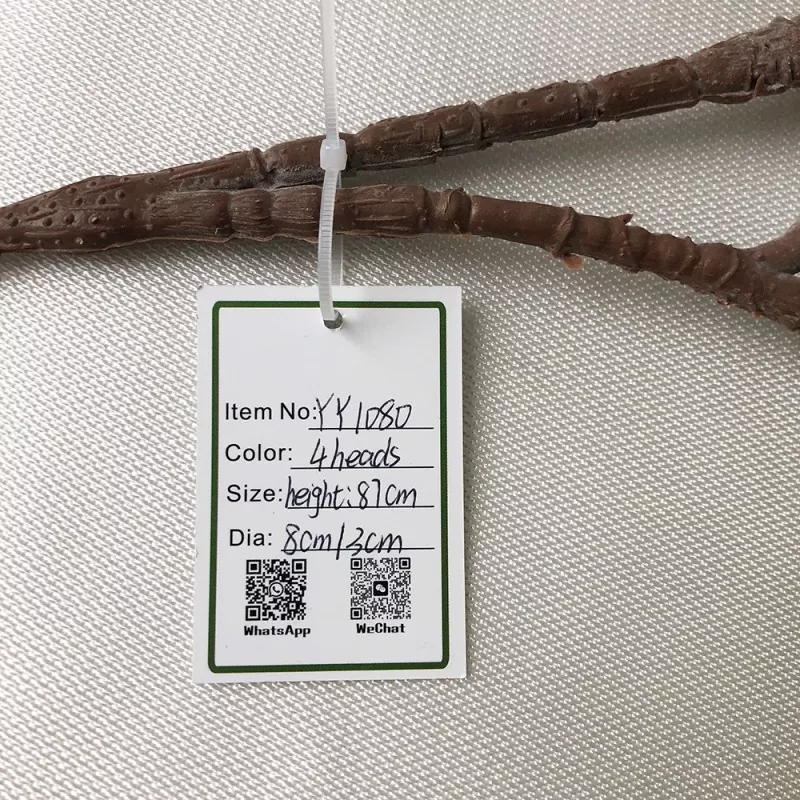 Item No: YY1080
Color: 4heads
Size: height: 87cm
Dia: 8cm/3cm
WhatsApp
WeChat